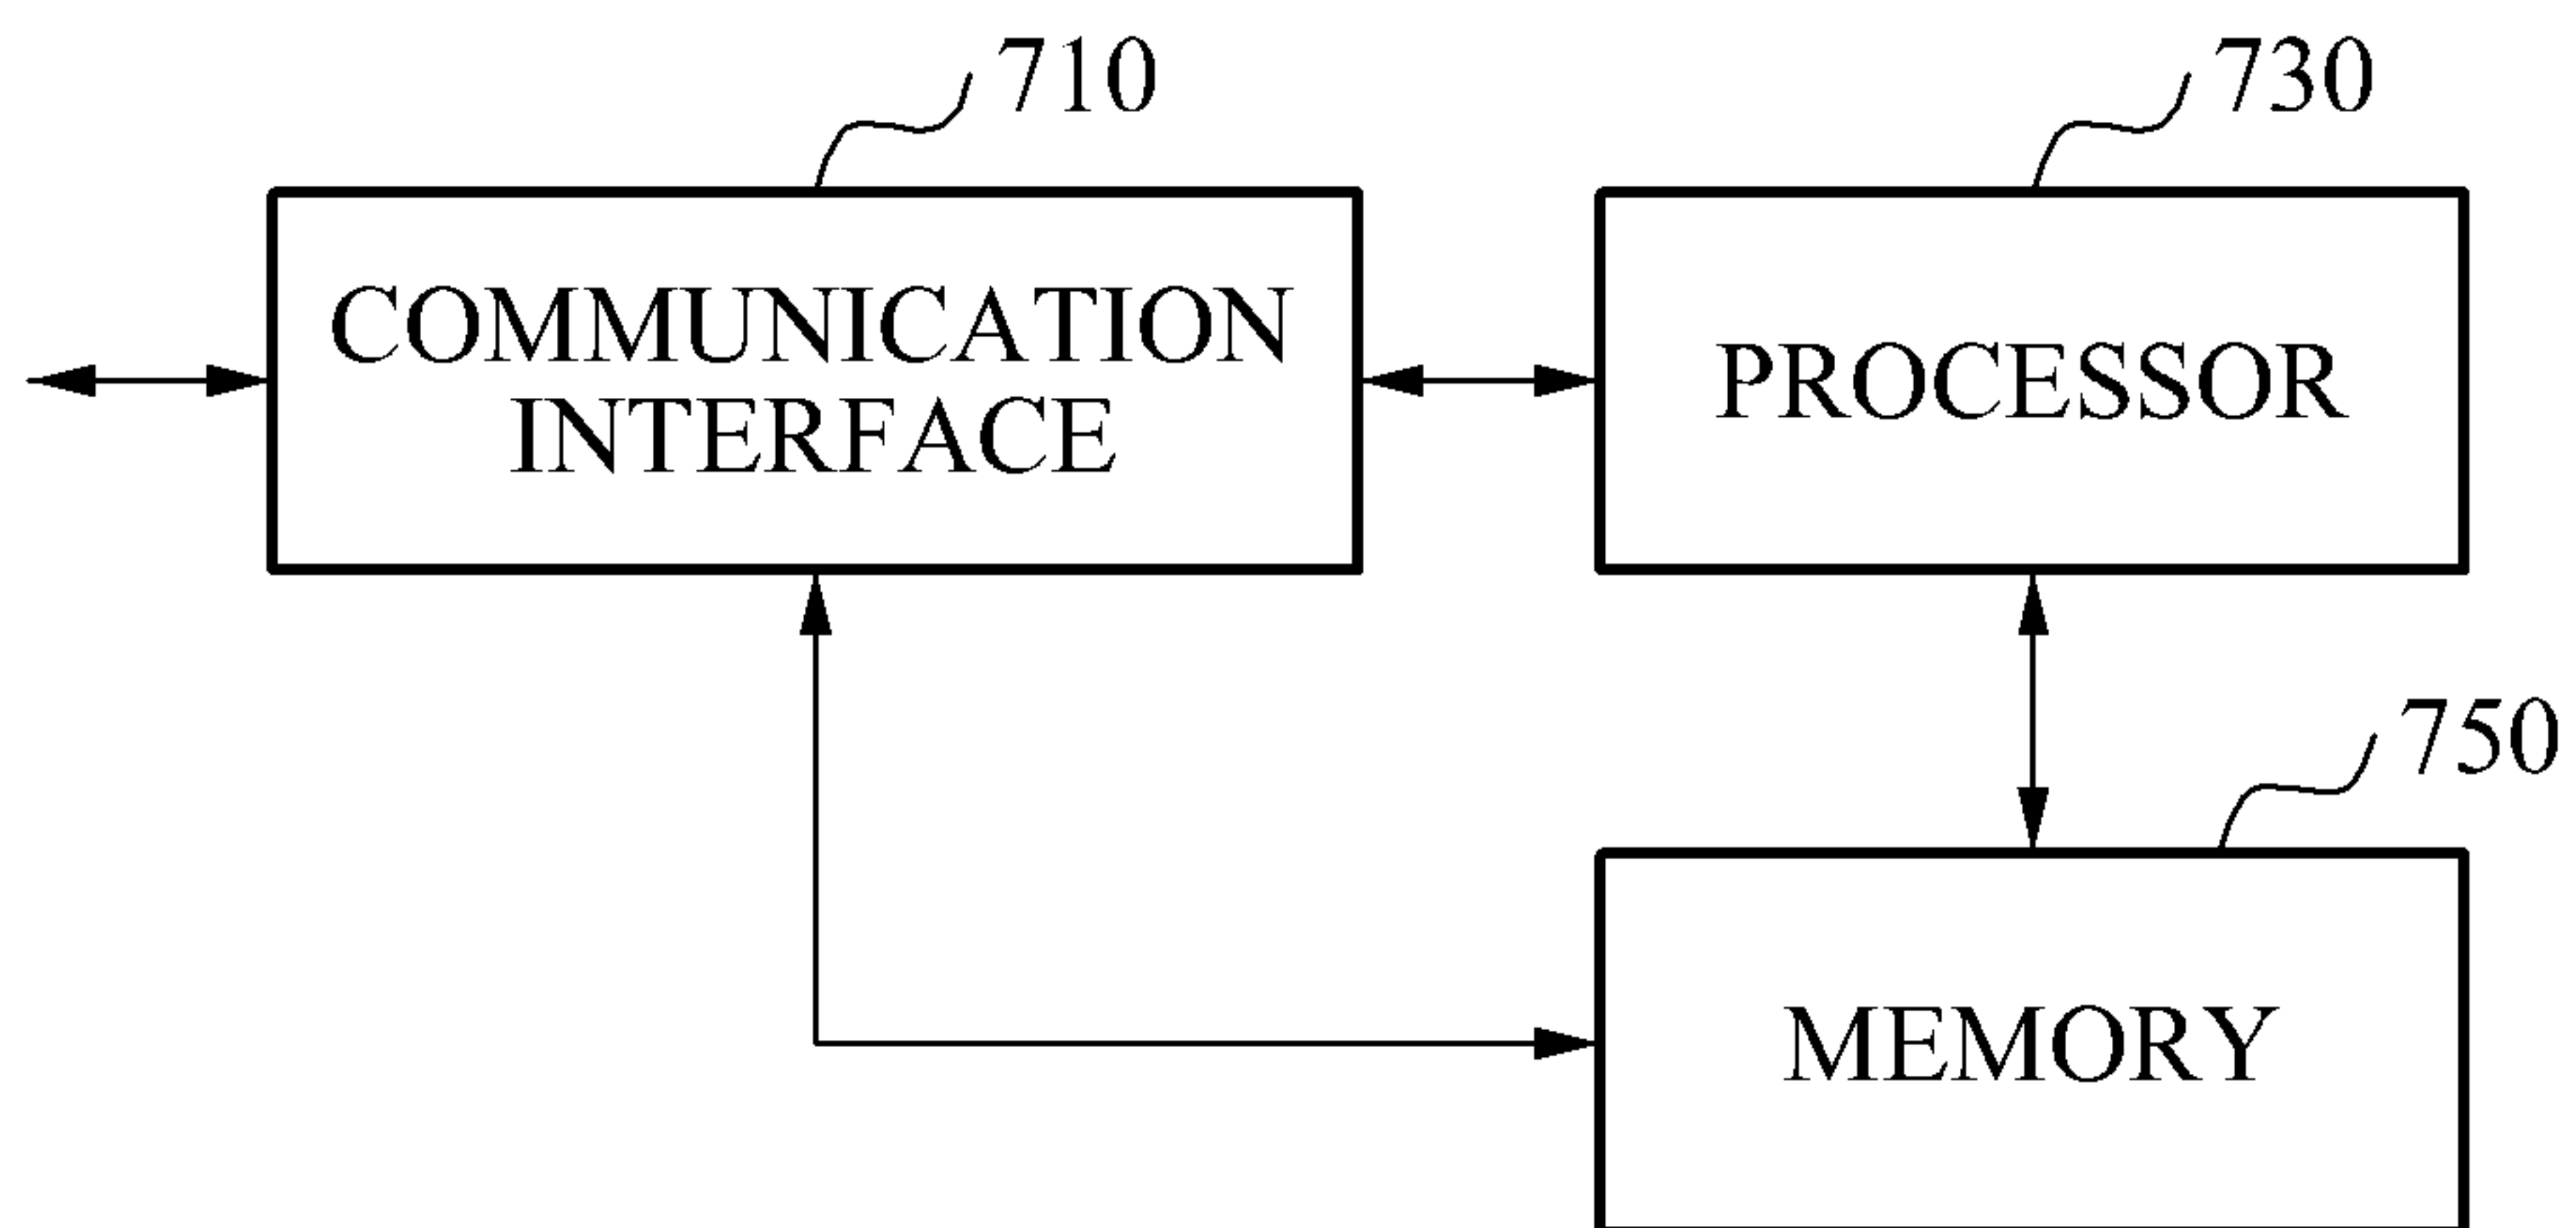 710
730
COMMUNICATION
INTERFACE
PROCESSOR
750
MEMORY